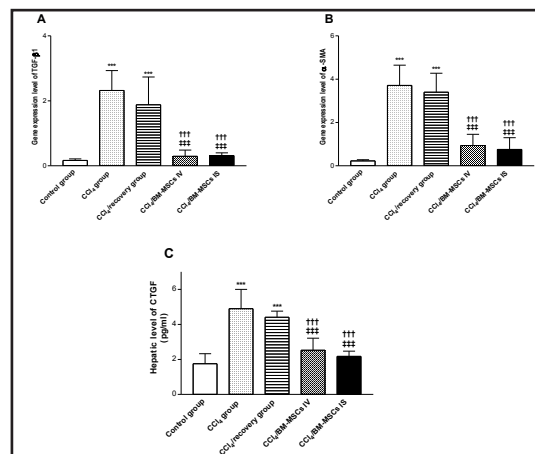 A
Gene expression level of TGF-β1
4
2
0
***
***
†††
‡‡‡
†††
‡‡‡
Control group
CCl4 group
CCl4/recovery group
CCl4/BM-MSCs IV
CCl4/BM-MSCs IS
B
Gene expression level of α-SMA
6
4
2
0
***
***
†††
‡‡‡
†††
‡‡‡
Control group
CCl4 group
CCl4/recovery group
CCl4/BM-MSCs IV
CCl4/BM-MSCs IS
C
Hepatic level of CTGF
(pg/ml)
6
4
2
0
***
***
†††
‡‡‡
†††
‡‡‡
Control group
CCl4 group
CCl4/recovery group
CCl4/BM-MSCs IV
CCl4/BM-MSCs IS